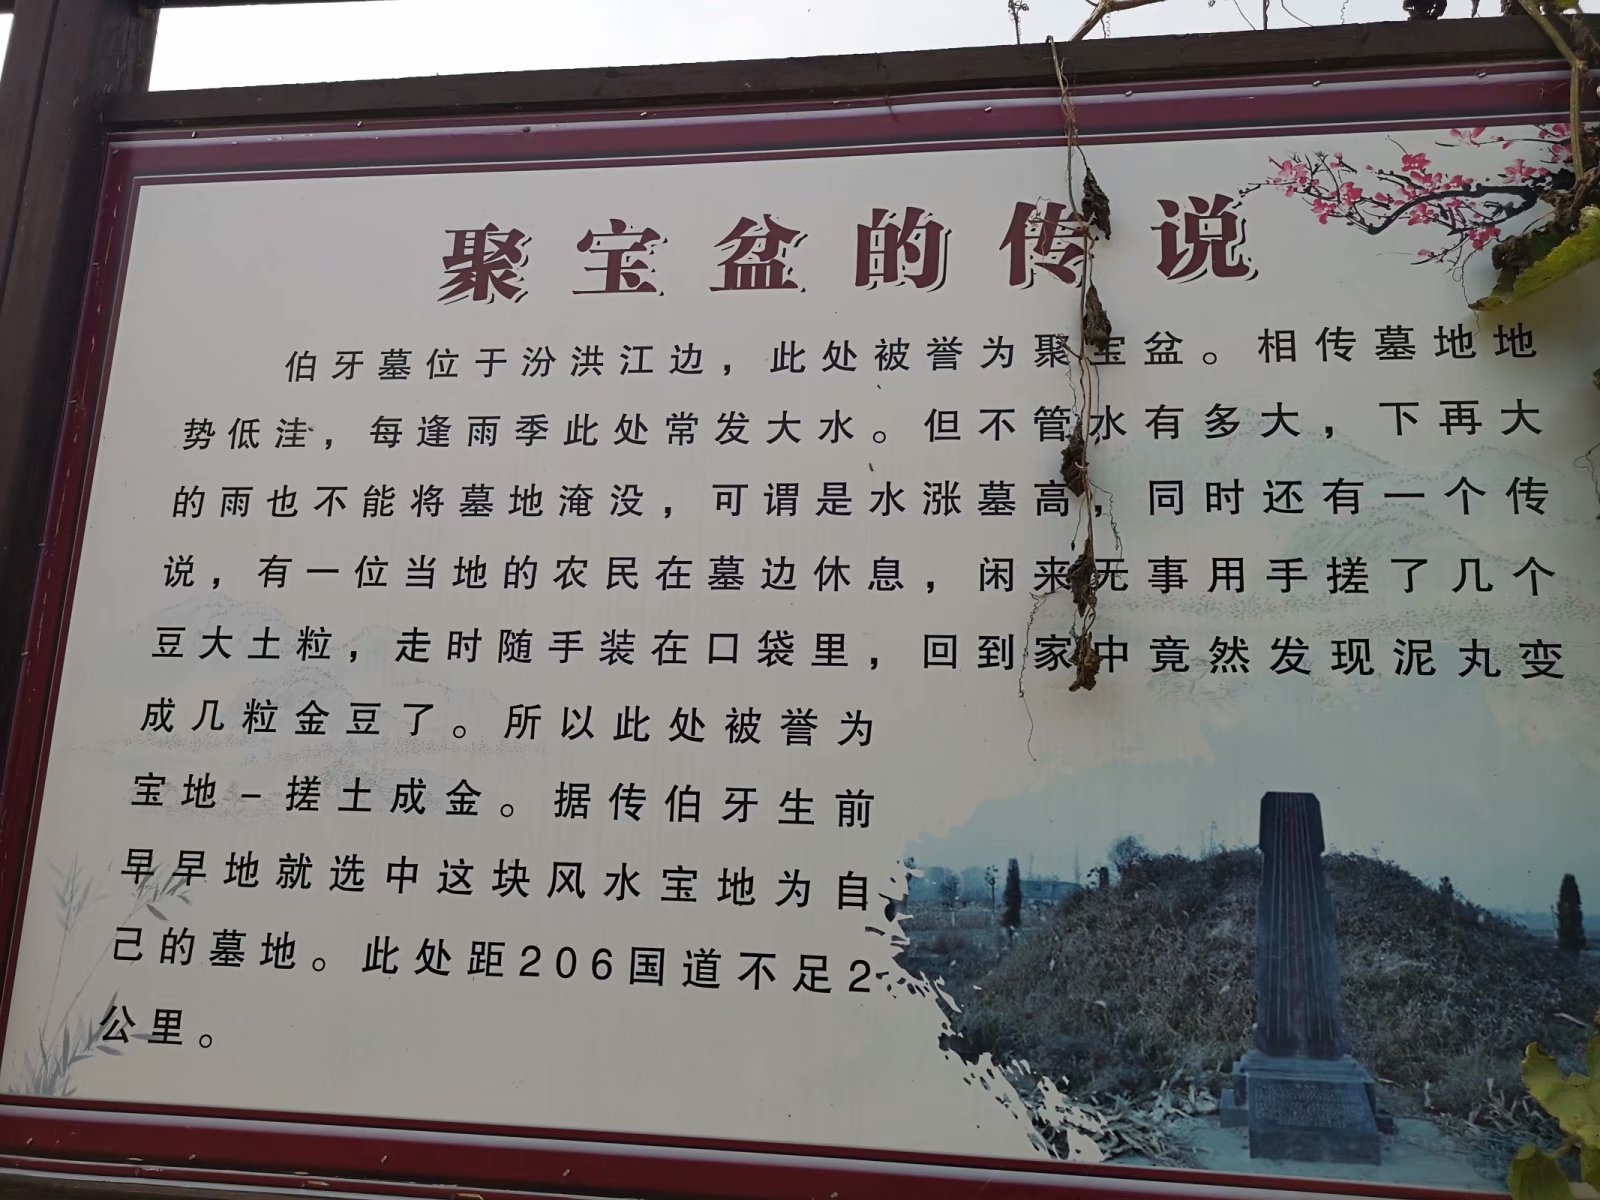 聚宝盆的传说
伯牙墓位于汾洪江边，此处被誉为聚宝盆。相传墓地地
势低洼，每逢雨季此处常发大水。但不管水有多大，下再大
的雨也不能将墓地淹没，可谓是水涨墓高，同时还有一个传
说，有一位当地的农民在墓边休息，闲来无事用手搓了几个
豆大土粒，走时随手装在口袋里，回到家中竟然发现泥丸变
成几粒金豆了。所以此处被誉为
宝地-搓土成金。据传伯牙生前
早早地就选中这块风水宝地为自
己的墓地。此处距206国道不足2
公里。